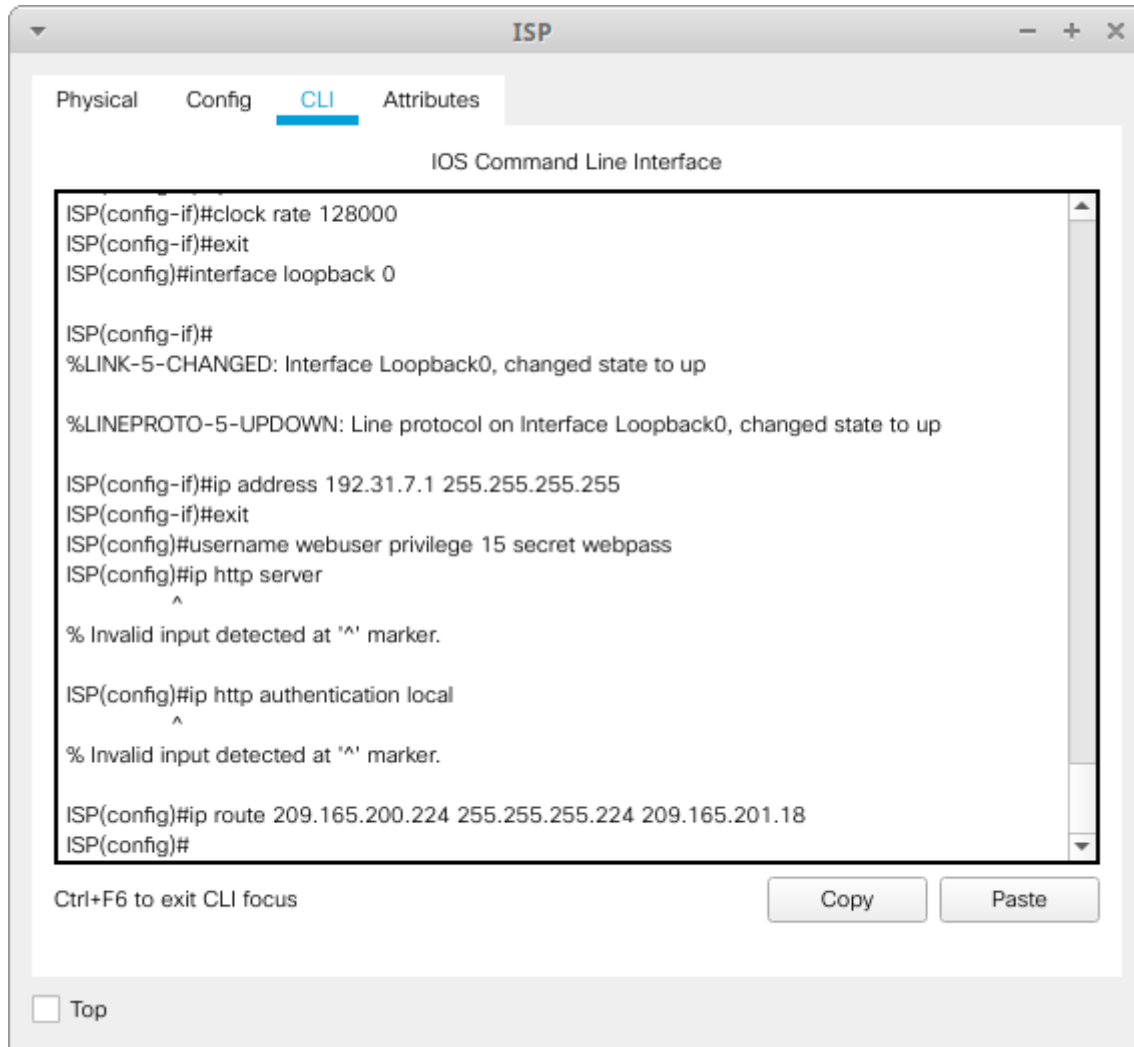 ISP
Physical Config CLI Attributes
IOS Command Line Interface
ISP(config-if)#clock rate 128000
ISP(config-if)#exit
ISP(config)#interface loopback 0
ISP(config-if)#
%LINK-5-CHANGED: Interface Loopback0, changed state to up
%LINEPROTO-5-UPDOWN: Line protocol on Interface Loopback0, changed state to up
ISP(config-if)#ip address 192.31.7.1 255.255.255.255
ISP(config-if)#exit
ISP(config)#username webuser privilege 15 secret webpass
ISP(config)#ip http server
^
% Invalid input detected at '^' marker.
ISP(config)#ip http authentication local
^
% Invalid input detected at '^' marker.
ISP(config)#ip route 209.165.200.224 255.255.255.224 209.165.201.18
ISP(config)#
Ctrl+F6 to exit CLI focus
Copy Paste
Top